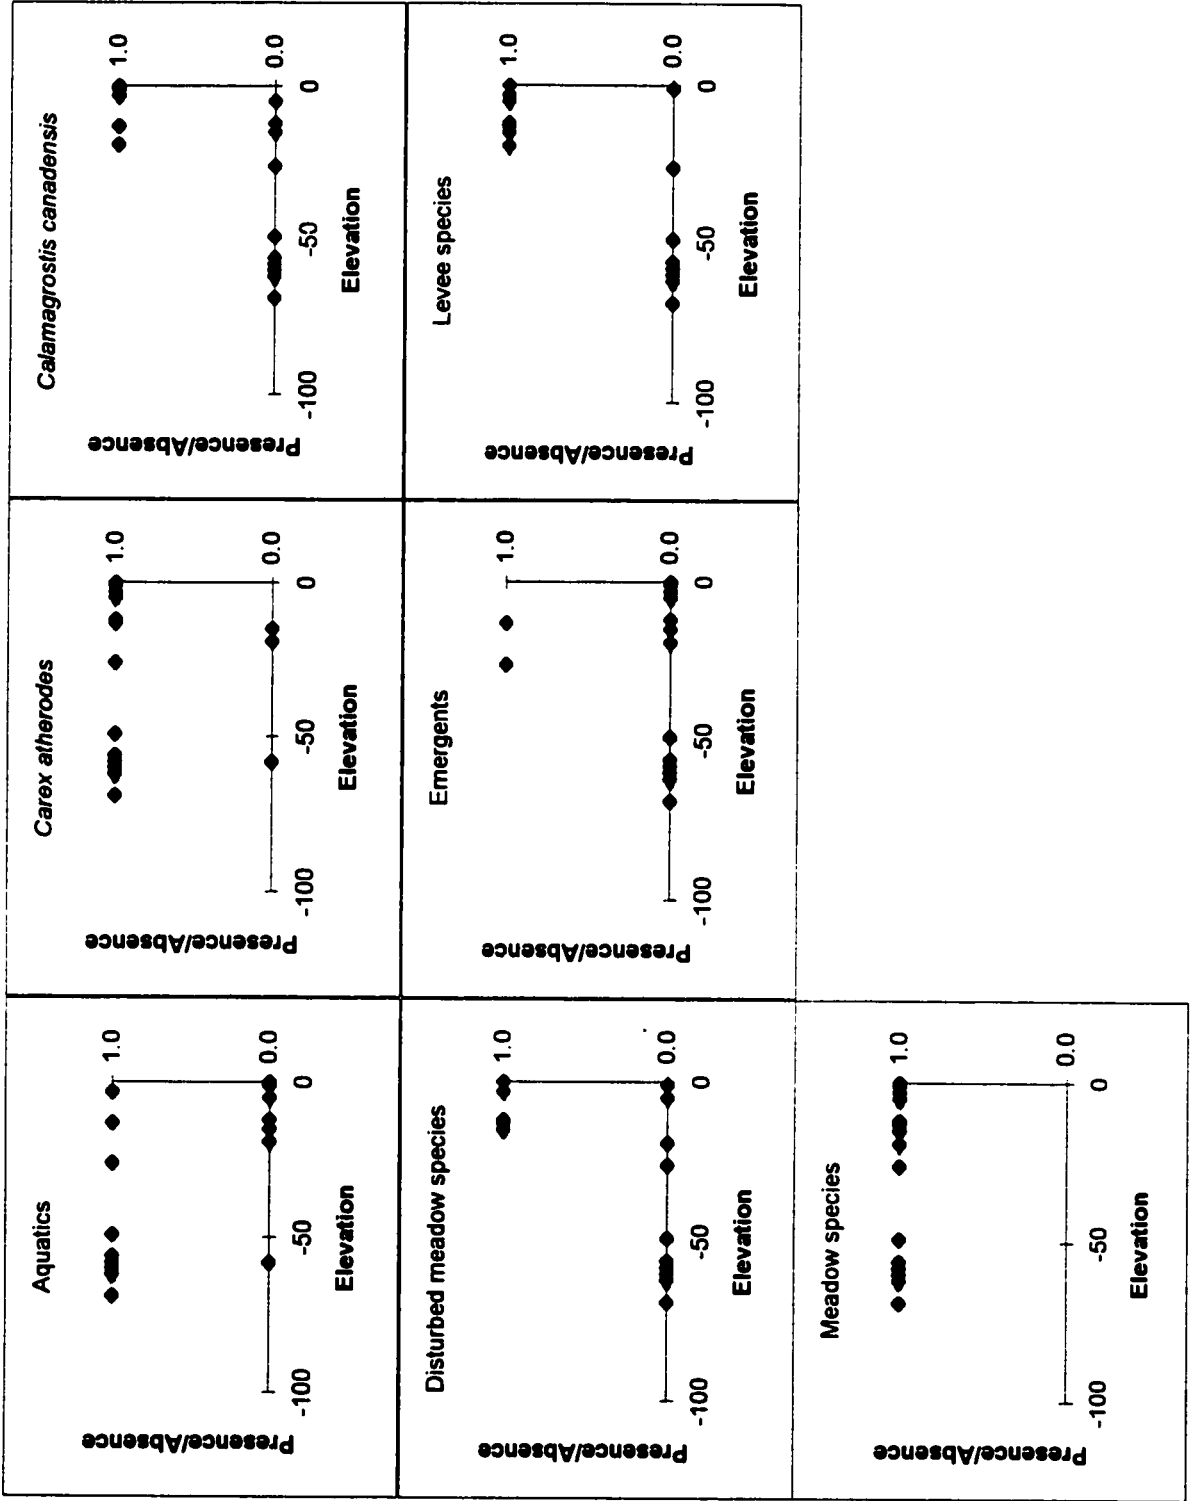 Aquatics
Presence/Absence
1.0
0.0
-100
-50
0
Elevation
Carex atherodes
Presence/Absence
1.0
0.0
-100
-50
0
Elevation
Calamagrostis canadensis
Presence/Absence
1.0
0.0
-100
-50
0
Elevation
Disturbed meadow species
Presence/Absence
1.0
0.0
-100
-50
0
Elevation
Emergents
Presence/Absence
1.0
0.0
-100
-50
0
Elevation
Levee species
Presence/Absence
1.0
0.0
-100
-50
0
Elevation
Meadow species
Presence/Absence
1.0
0.0
-100
-50
0
Elevation